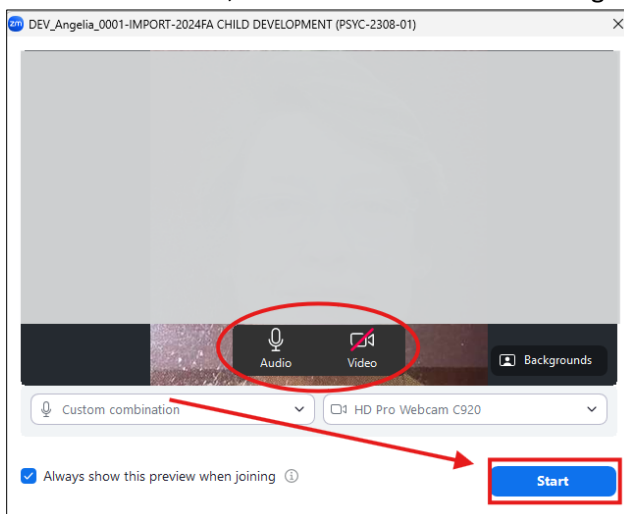 zm DEV_Angelia_0001-IMPORT-2024FA CHILD DEVELOPMENT (PSYC-2308-01)
Audio Video
Backgrounds
Custom combination HD Pro Webcam C920
Always show this preview when joining
Start